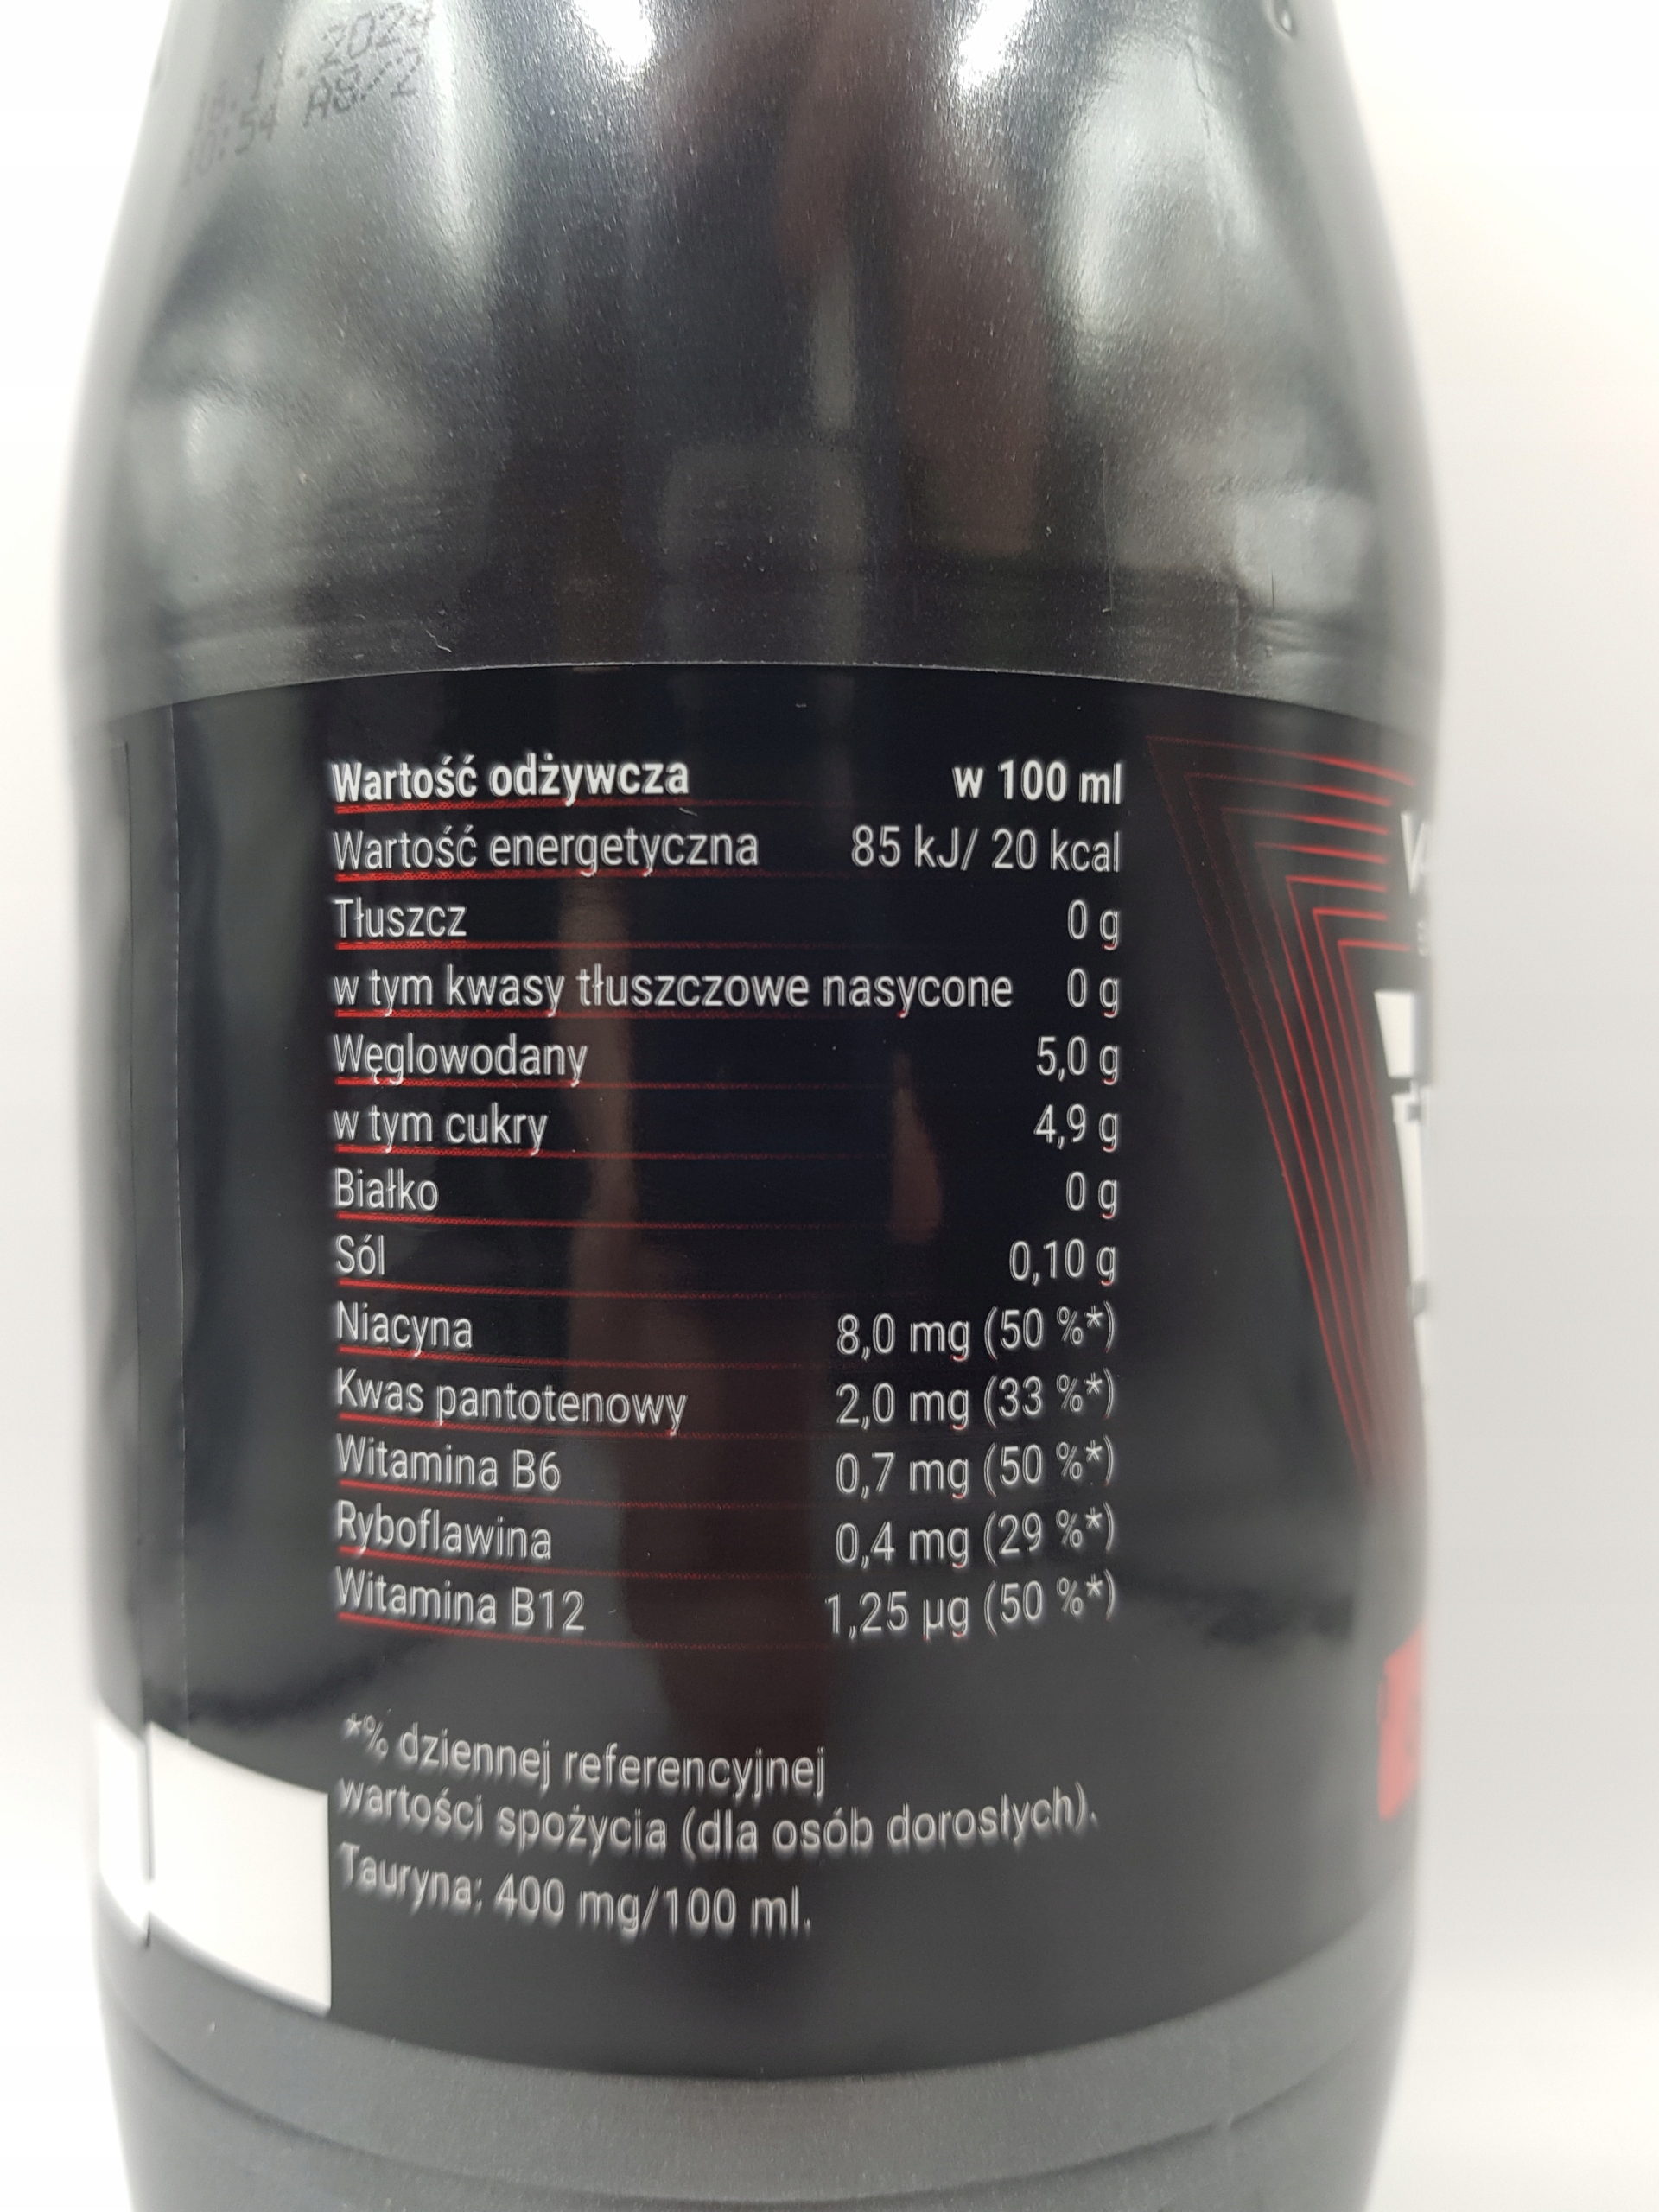 2024
A8/2
Wartość odżywcza w 100 ml
Wartość energetyczna 85 kJ/ 20 kcal
Tłuszcz 0 g
w tym kwasy tłuszczowe nasycone 0 g
Węglowodany 5,0 g
w tym cukry 4,9 g
Białko 0 g
Sól 0,10 g
Niacyna 8,0 mg (50 %*)
Kwas pantotenowy 2,0 mg (33 %*)
Witamina B6 0,7 mg (50 %*)
Ryboflawina 0,4 mg (29 %*)
Witamina B12 1,25 µg (50 %*)
*% dziennej referencyjnej
wartości spożycia (dla osób dorosłych).
Tauryna: 400 mg/100 ml.